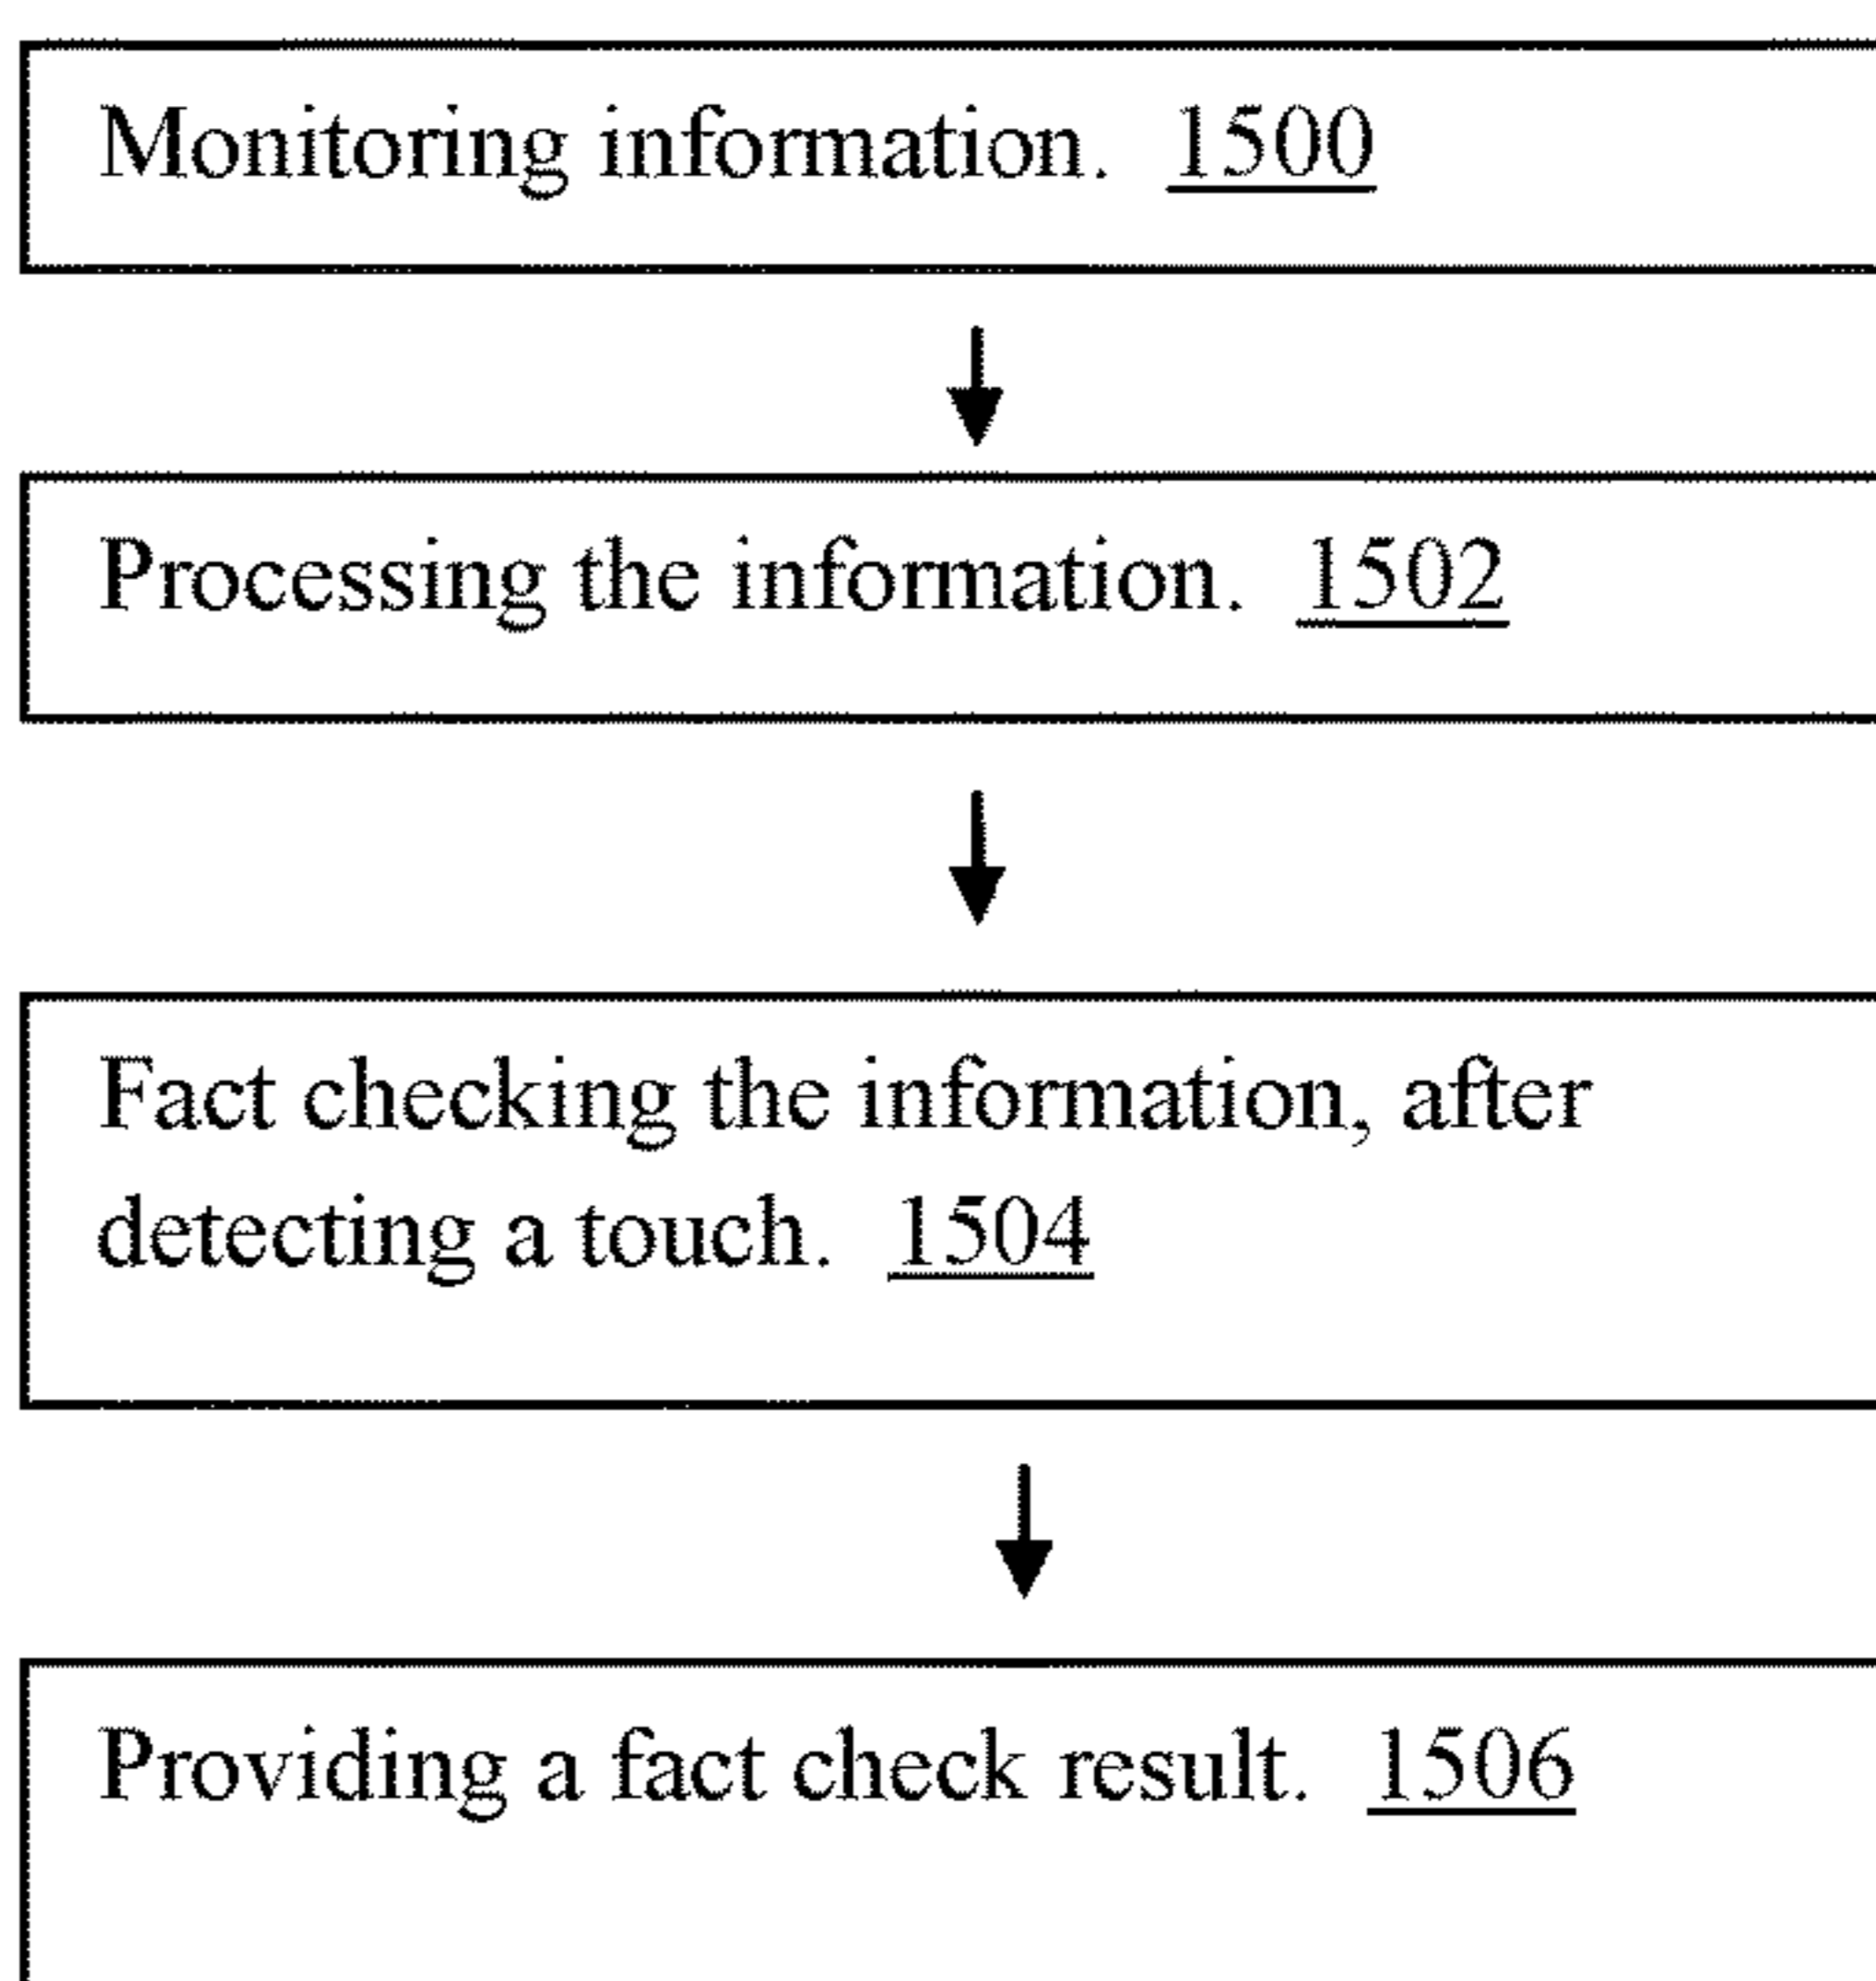 Monitoring information. 1500
Processing the information. 1502
Fact checking the information, after
detecting a touch. 1504
Providing a fact check result. 1506